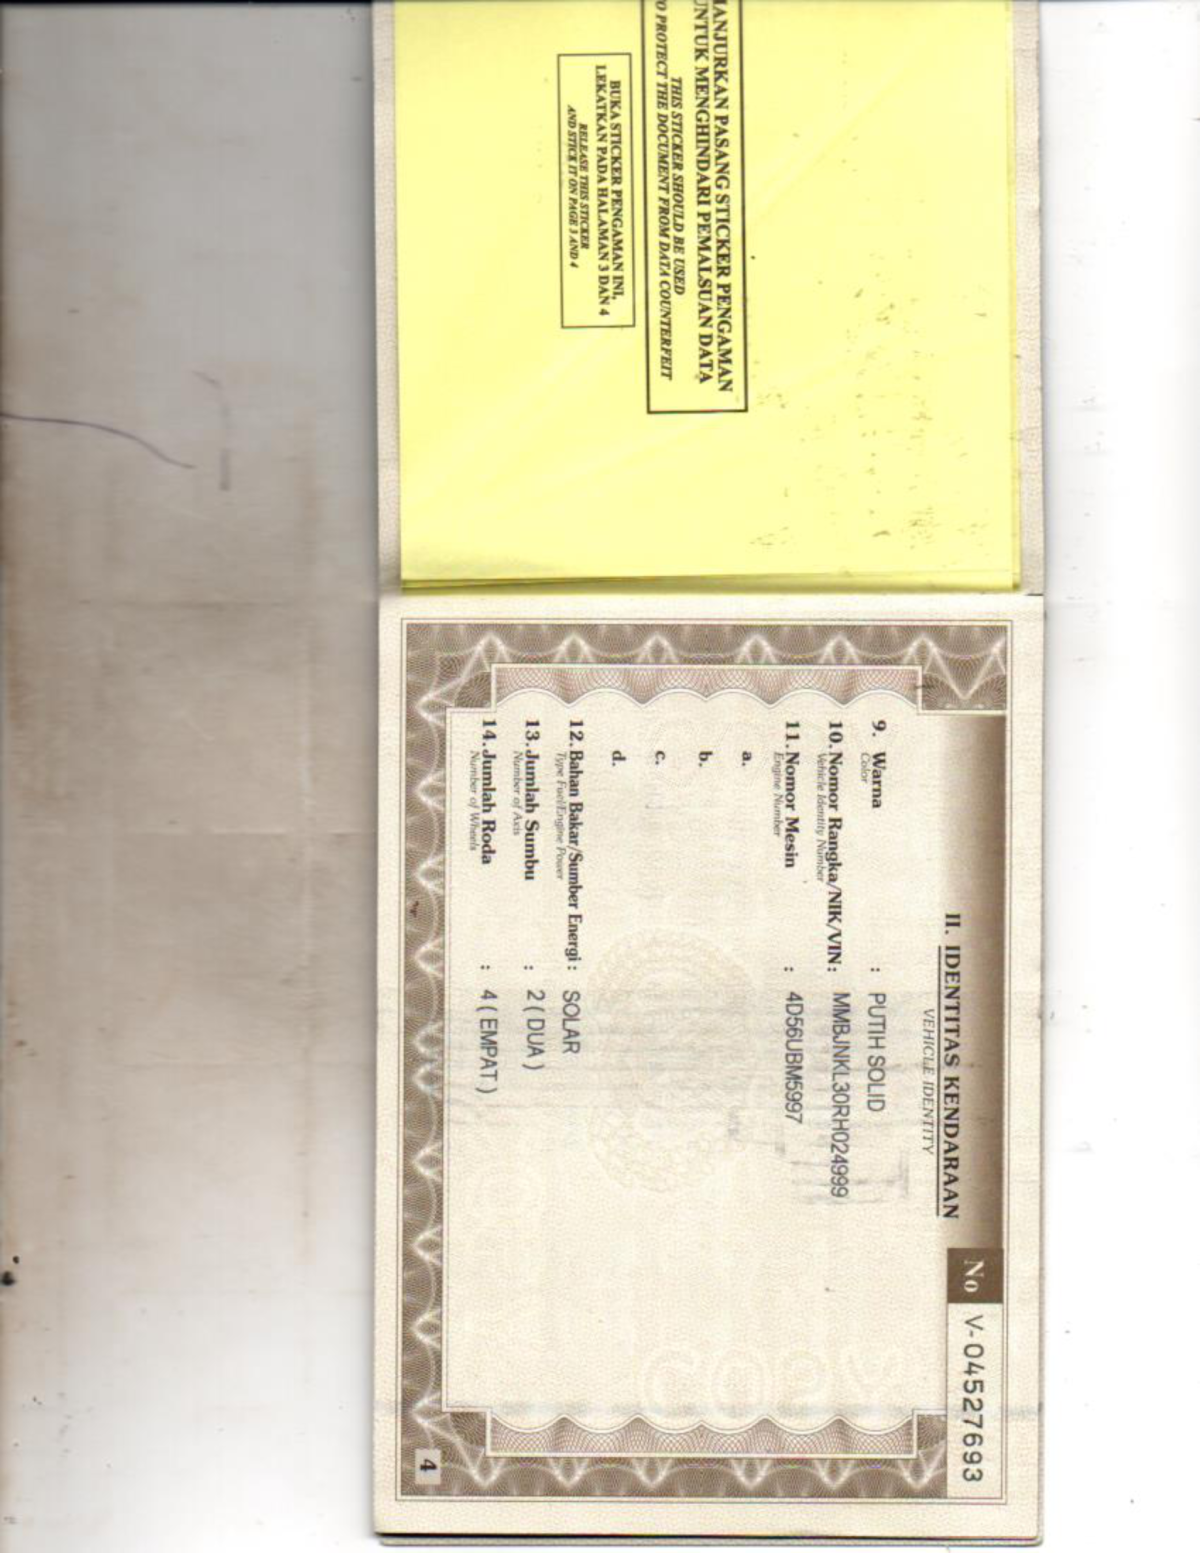 IANJURKAN PASANG STICKER PENGAMAN
UNTUK MENGHINDARI PEMALSUAN DATA
THIS STICKER SHOULD BE USED
TO PROTECT THE DOCUMENT FROM DATA COUNTERFEIT
BUKA STICKER PENGAMAN INI,
LEKATKAN PADA HALAMAN 3 DAN 4
RELEASE THIS STICKER
AND STICK IT ON PAGE 3 AND 4
No V-04527693
II. IDENTITAS KENDARAAN
VEHICLE IDENTITY
9. Warna : PUTIH SOLID
Color
10. Nomor Rangka/NIK/VIN : MMBJNKL30RH024999
Vehicle Identity Number
11. Nomor Mesin : 4D56UBM5997
Engine Number
a.
b.
c.
d.
12. Bahan Bakar/Sumber Energi : SOLAR
Type Fuel/Engine Power
13. Jumlah Sumbu : 2 ( DUA )
Number of Axis
14. Jumlah Roda : 4 ( EMPAT )
Number of Wheels
4